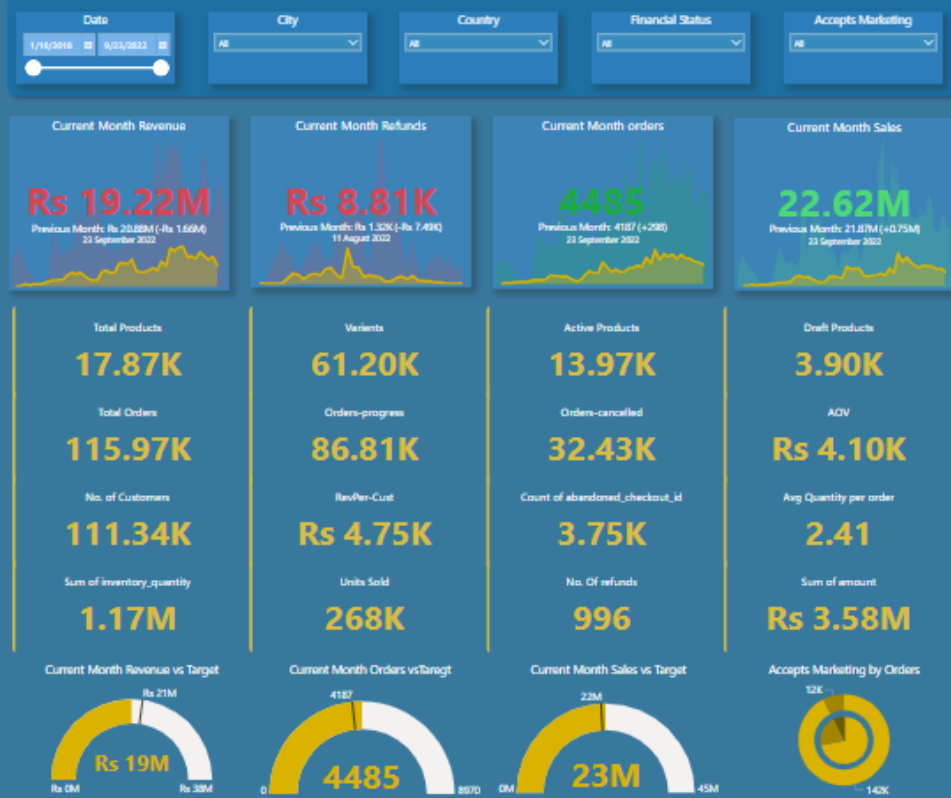 Date
City
Country
Financial Status
Accepts Marketing
9/23/2022
All
All
All
All
Current Month Revenue
Current Month Refunds
Current Month orders
Current Month Sales
Rs 19.22M
Rs 8.81K
4485
22.62M
Previous Month: Rs 20.88M (-Rs 1.66M)
Previous Month: Rs 1.32K (-Rs 7.49K)
Previous Month: 4187 (+298)
Previous Month: 21.87M (+0.75M)
23 September 2022
11 August 2022
23 September 2022
23 September 2022
Total Products
Varients
Active Products
Draft Products
17.87K
61.20K
13.97K
3.90K
Total Orders
Orders-progress
Orders-cancelled
AOV
115.97K
86.81K
32.43K
Rs 4.10K
No. of Customers
RevPer-Cust
Count of abandoned_checkout_id
Avg Quantity per order
111.34K
Rs 4.75K
3.75K
2.41
Sum of inventory_quantity
Units Sold
No. Of refunds
Sum of amount
1.17M
268K
996
Rs 3.58M
Current Month Revenue vs Target
Current Month Orders vsTaregt
Current Month Sales vs Target
Accepts Marketing by Orders
Rs 21M
4187
22M
12K
Rs 19M
4485
23M
Rs 0M
Rs 38M
0
8970
0M
45M
142K